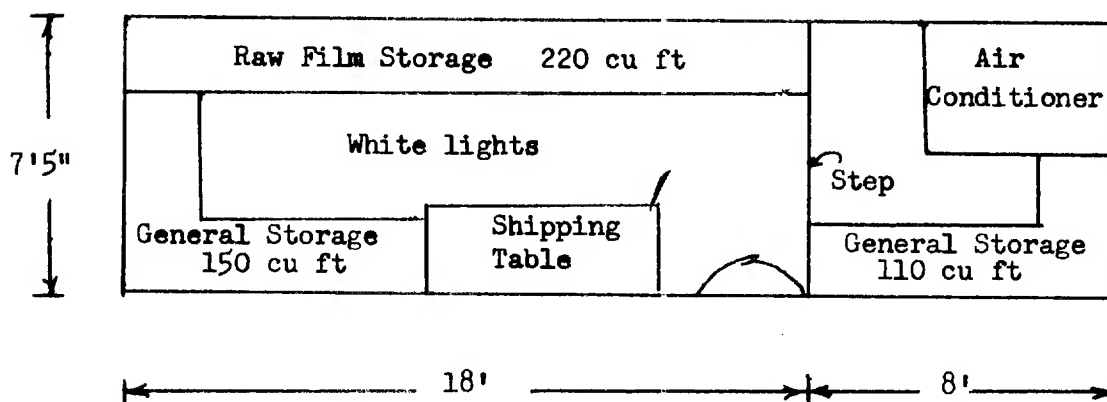 Raw Film Storage 220 cu ft
Air
Conditioner
White lights
7'5"
Step
General Storage
150 cu ft
Shipping
Table
General Storage
110 cu ft
18'
8'